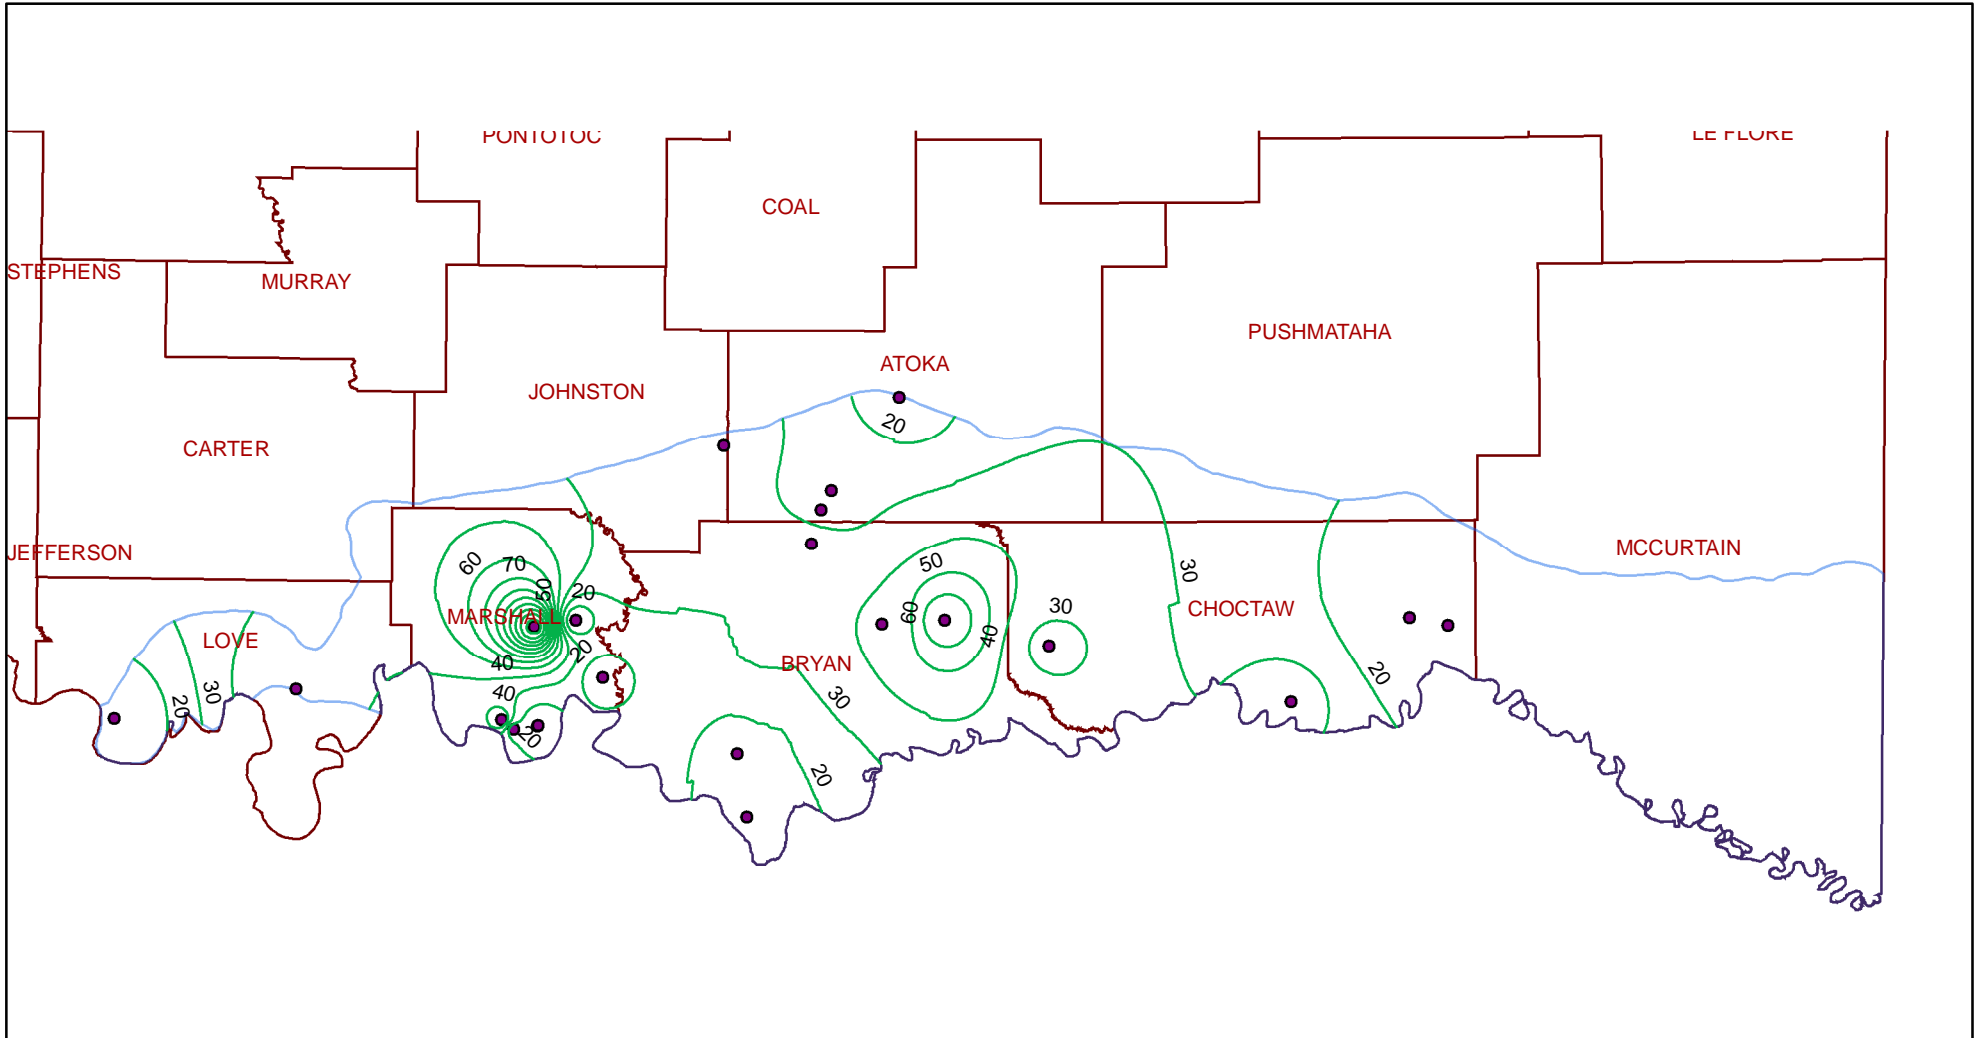 PONTOTOC
LE FLORE
COAL
STEPHENS
MURRAY
PUSHMATAHA
ATOKA
JOHNSTON
20
CARTER
JEFFERSON
MCCURTAIN
60
70
50
50
30
20
30
60
40
MARSHALL
CHOCTAW
LOVE
20
40
BRYAN
20
20
30
40
30
20
20